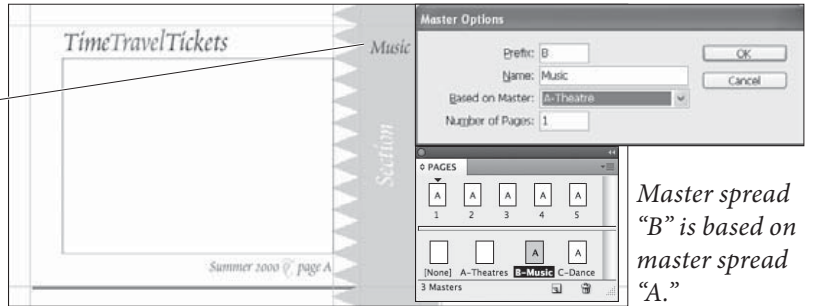 TimeTravelTickets
Music
Section
Summer 2000 page A
Master Options
Prefix: B
Name: Music
Based on Master: A-Theatre
Number of Pages: 1
OK
Cancel
PAGES
A A A A A
1 2 3 4 5
A A
[None] A-Theatres B-Music C-Dance
3 Masters
Master spread
“B” is based on
master spread
“A.”